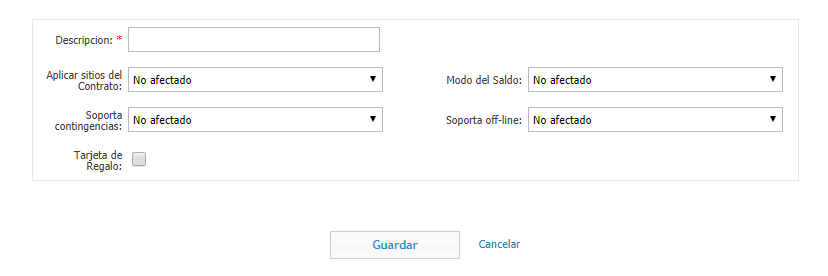 Descripcion: *
Aplicar sitios del
Contrato:
No afectado
Modo del Saldo:
No afectado
Soporta
contingencias:
No afectado
Soporta off-line:
No afectado
Tarjeta de
Regalo:
Guardar
Cancelar